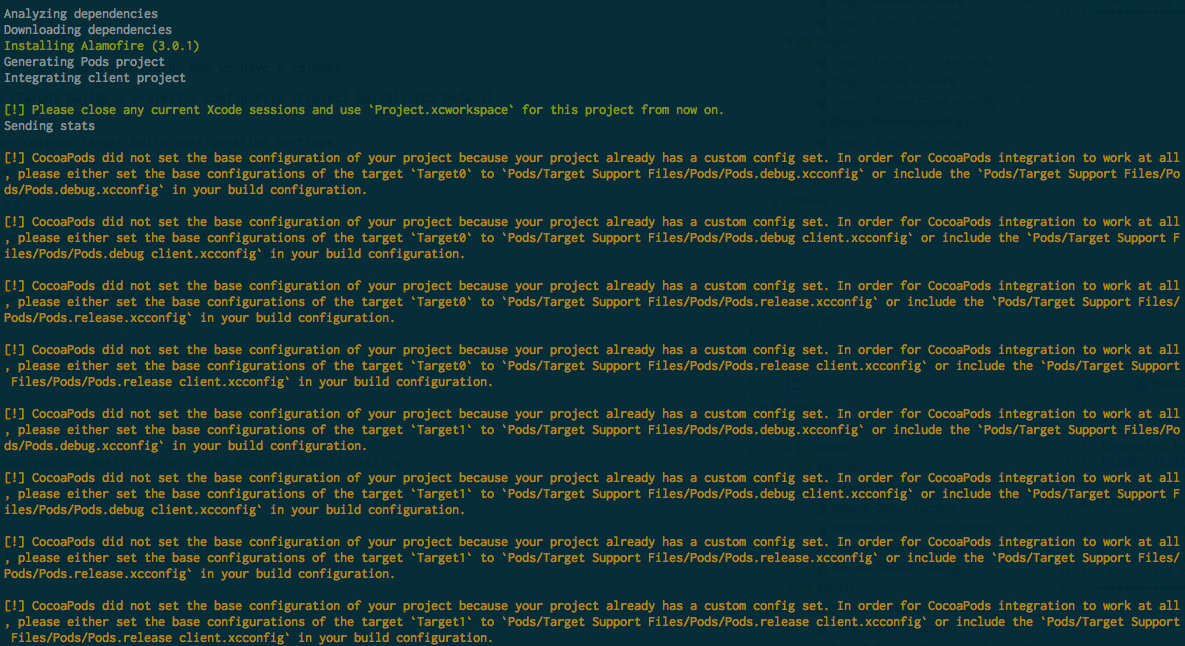 Analyzing dependencies
Downloading dependencies
Installing Alamofire (3.0.1)
Generating Pods project
Integrating client project
[!] Please close any current Xcode sessions and use `Project.xcworkspace` for this project from now on.
Sending stats
[!] CocoaPods did not set the base configuration of your project because your project already has a custom config set. In order for CocoaPods integration to work at all
, please either set the base configurations of the target `Target0` to `Pods/Target Support Files/Pods/Pods.debug.xcconfig` or include the `Pods/Target Support Files/Po
ds/Pods.debug.xcconfig` in your build configuration.
[!] CocoaPods did not set the base configuration of your project because your project already has a custom config set. In order for CocoaPods integration to work at all
, please either set the base configurations of the target `Target0` to `Pods/Target Support Files/Pods/Pods.debug client.xcconfig` or include the `Pods/Target Support F
iles/Pods/Pods.debug client.xcconfig` in your build configuration.
[!] CocoaPods did not set the base configuration of your project because your project already has a custom config set. In order for CocoaPods integration to work at all
, please either set the base configurations of the target `Target0` to `Pods/Target Support Files/Pods/Pods.release.xcconfig` or include the `Pods/Target Support Files/
Pods/Pods.release.xcconfig` in your build configuration.
[!] CocoaPods did not set the base configuration of your project because your project already has a custom config set. In order for CocoaPods integration to work at all
, please either set the base configurations of the target `Target0` to `Pods/Target Support Files/Pods/Pods.release client.xcconfig` or include the `Pods/Target Support
 Files/Pods/Pods.release client.xcconfig` in your build configuration.
[!] CocoaPods did not set the base configuration of your project because your project already has a custom config set. In order for CocoaPods integration to work at all
, please either set the base configurations of the target `Target1` to `Pods/Target Support Files/Pods/Pods.debug.xcconfig` or include the `Pods/Target Support Files/Po
ds/Pods.debug.xcconfig` in your build configuration.
[!] CocoaPods did not set the base configuration of your project because your project already has a custom config set. In order for CocoaPods integration to work at all
, please either set the base configurations of the target `Target1` to `Pods/Target Support Files/Pods/Pods.debug client.xcconfig` or include the `Pods/Target Support F
iles/Pods/Pods.debug client.xcconfig` in your build configuration.
[!] CocoaPods did not set the base configuration of your project because your project already has a custom config set. In order for CocoaPods integration to work at all
, please either set the base configurations of the target `Target1` to `Pods/Target Support Files/Pods/Pods.release.xcconfig` or include the `Pods/Target Support Files/
Pods/Pods.release.xcconfig` in your build configuration.
[!] CocoaPods did not set the base configuration of your project because your project already has a custom config set. In order for CocoaPods integration to work at all
, please either set the base configurations of the target `Target1` to `Pods/Target Support Files/Pods/Pods.release client.xcconfig` or include the `Pods/Target Support
 Files/Pods/Pods.release client.xcconfig` in your build configuration.